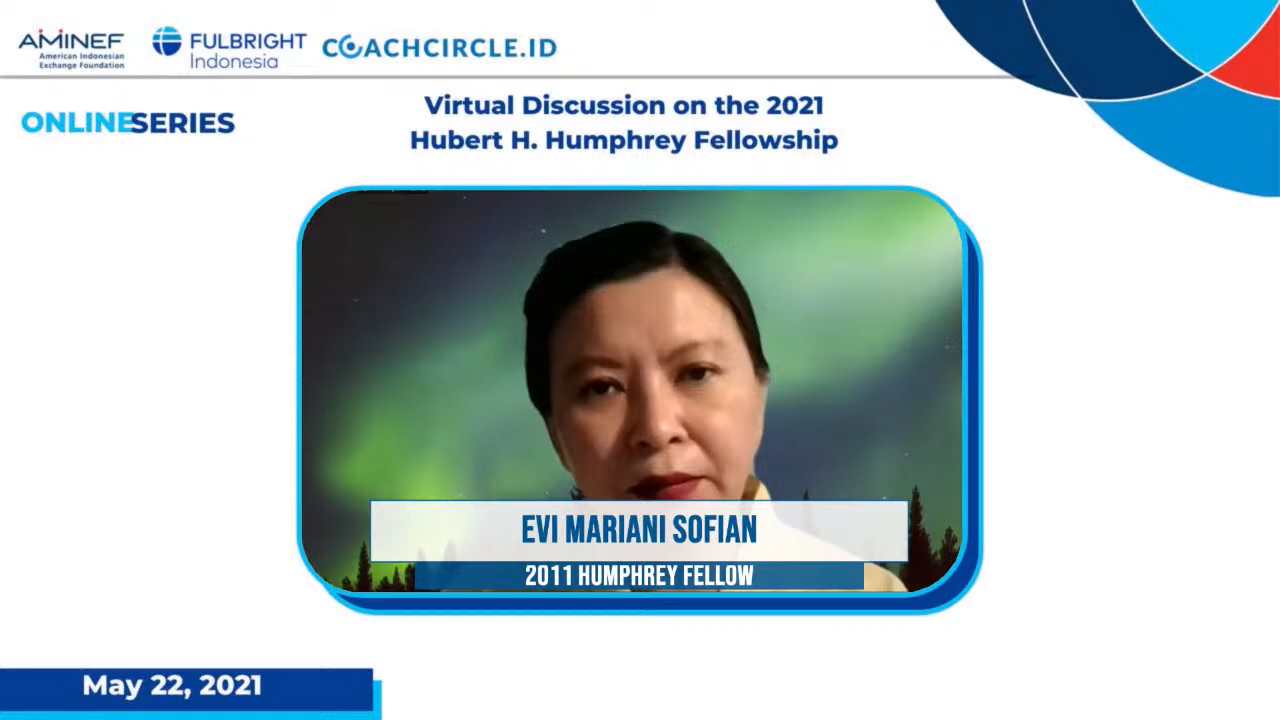 AMINEF
American Indonesian
Exchange Foundation
FULBRIGHT
Indonesia
COACHCIRCLE.ID
ONLINESERIES
Virtual Discussion on the 2021
Hubert H. Humphrey Fellowship
EVI MARIANI SOFIAN
2011 HUMPHREY FELLOW
May 22, 2021